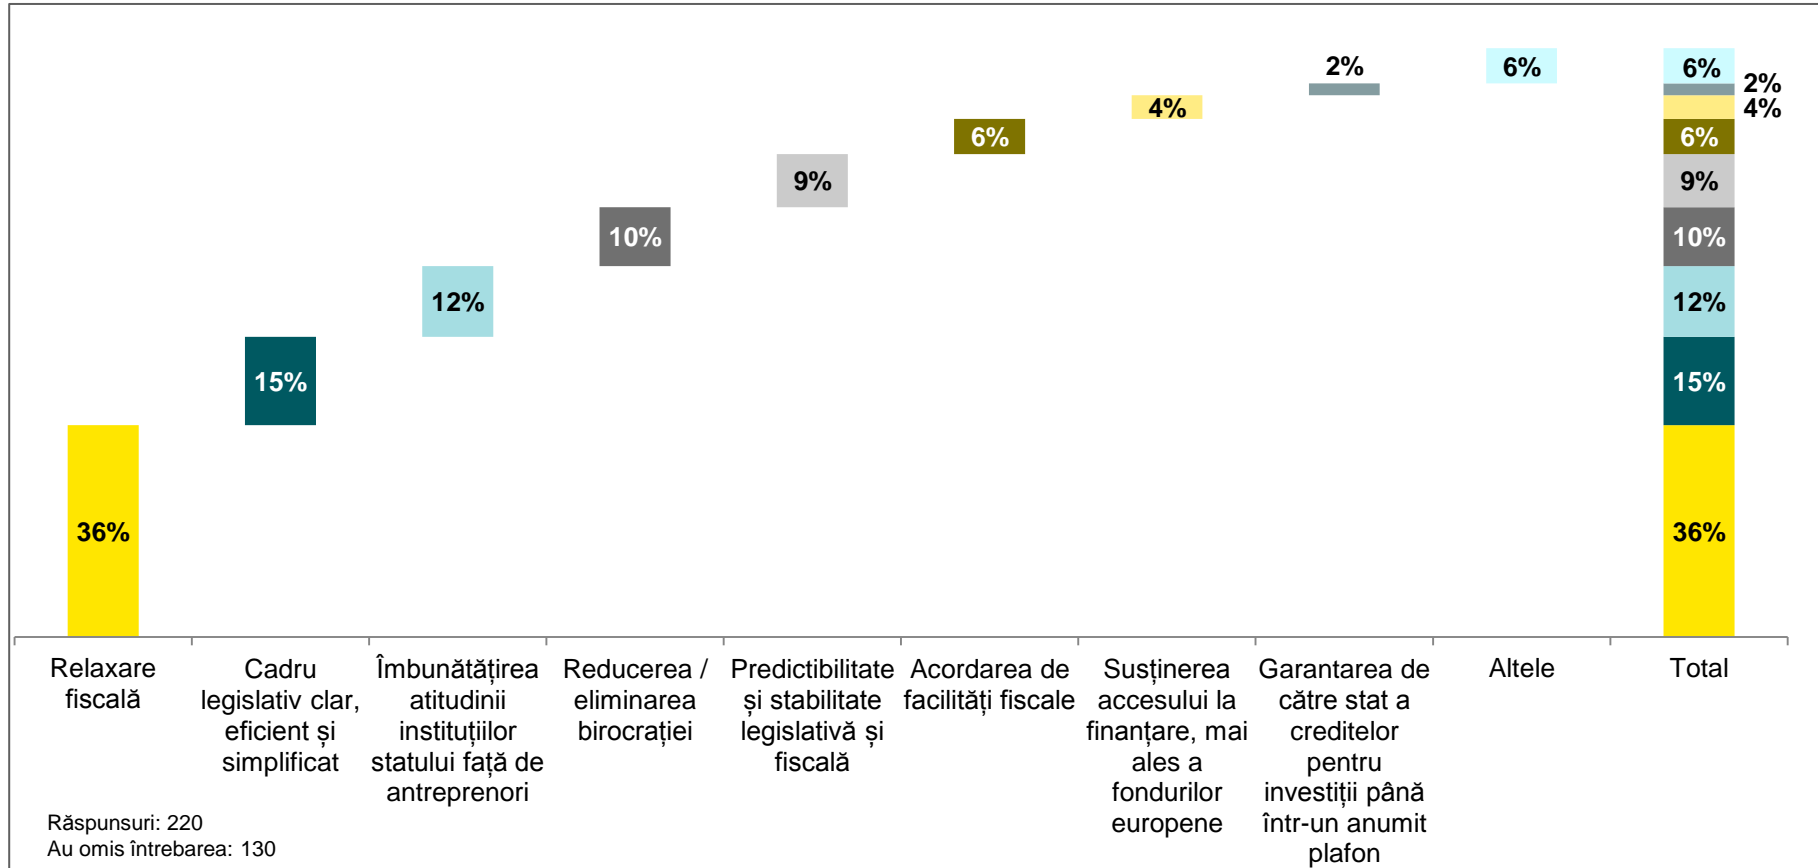 2%
6%
6%
2%
4%
4%
6%
6%
9%
9%
10%
10%
12%
12%
15%
15%
36%
36%
Relaxare
fiscală
Cadru
legislativ clar,
eficient și
simplificat
Îmbunătățirea
atitudinii
instituțiilor
statului față de
antreprenori
Reducerea /
eliminarea
birocrației
Predictibilitate
și stabilitate
legislativă și
fiscală
Acordarea de
facilități fiscale
Susținerea
accesului la
finanțare, mai
ales a
fondurilor
europene
Garantarea de
către stat a
creditelor
pentru
investiții până
într-un anumit
plafon
Altele
Total
Răspunsuri: 220
Au omis întrebarea: 130